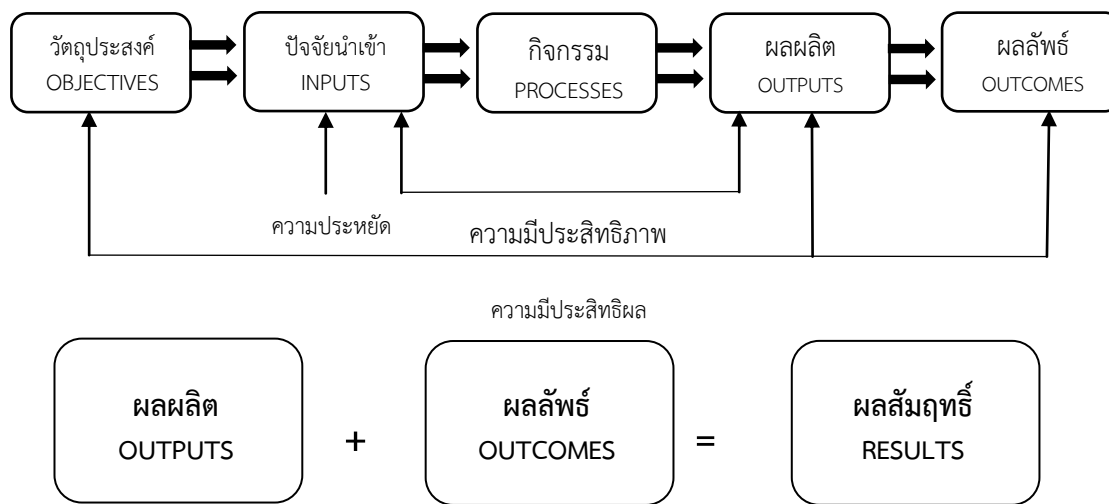 วัตถุประสงค์
OBJECTIVES
ปัจจัยนำเข้า
INPUTS
กิจกรรม
PROCESSES
ผลผลิต
OUTPUTS
ผลลัพธ์
OUTCOMES
ความประหยัด
ความมีประสิทธิภาพ
ความมีประสิทธิผล
ผลผลิต
OUTPUTS
+
ผลลัพธ์
OUTCOMES
=
ผลสัมฤทธิ์
RESULTS